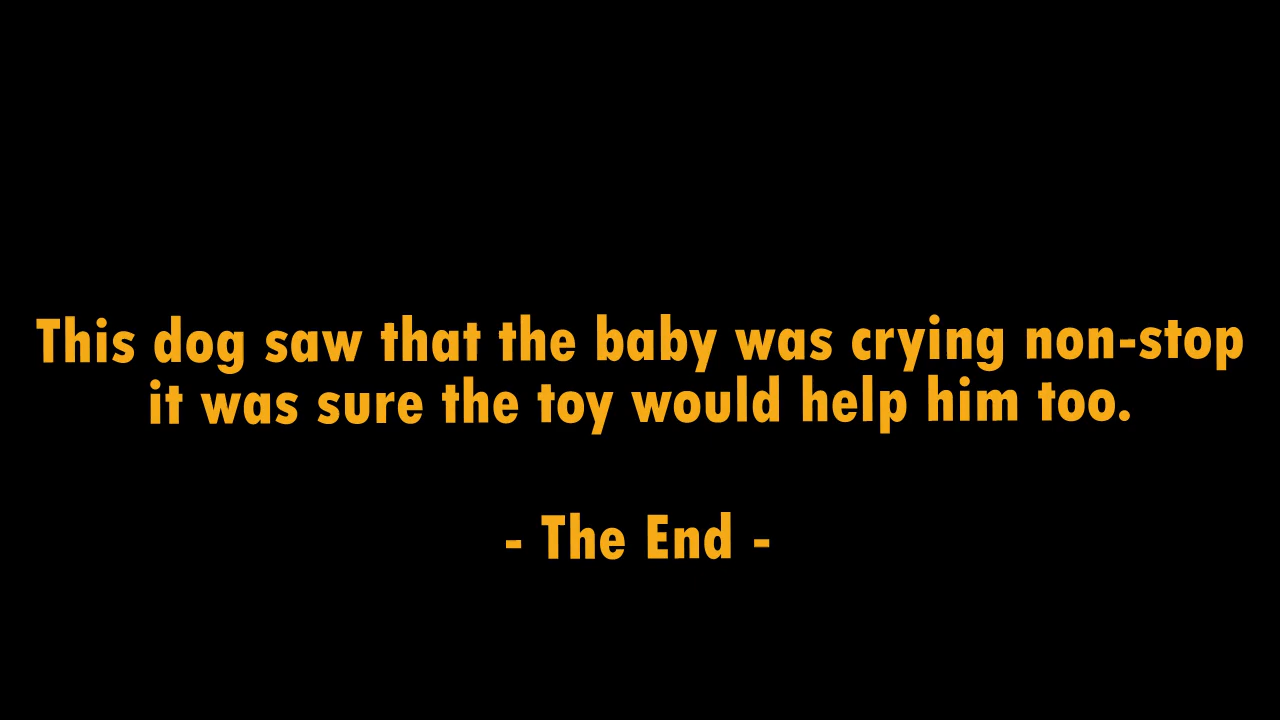 This dog saw that the baby was crying non-stop
it was sure the toy would help him too.
- The End -